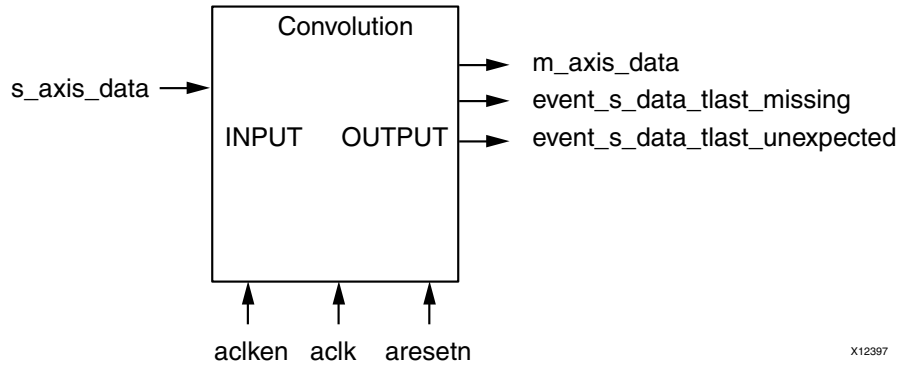 Convolution
m_axis_data
s_axis_data
event_s_data_tlast_missing
INPUT OUTPUT
event_s_data_tlast_unexpected
aclken aclk aresetn
X12397